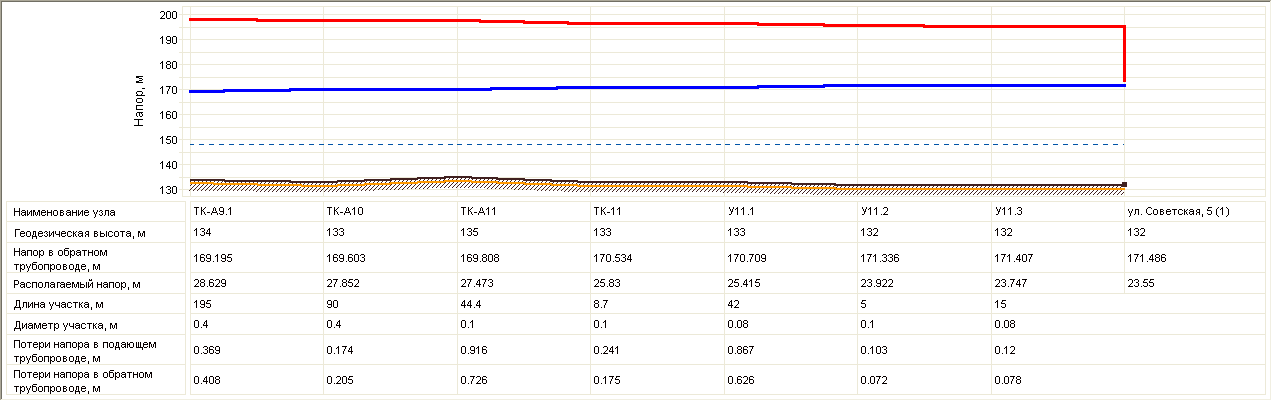 200
190
180
170
160
150
140
130
Напор, м
Наименование узла ТК-А9.1 ТК-А10 ТК-А11 ТК-11 У11.1 У11.2 У11.3 ул. Советская, 5 (1)
Геодезическая высота, м 134 133 135 133 133 132 132 132
Напор в обратном
трубопроводе, м 169.195 169.603 169.808 170.534 170.709 171.336 171.407 171.486
Располагаемый напор, м 28.629 27.852 27.473 25.83 25.415 23.922 23.747 23.55
Длина участка, м 195 90 44.4 8.7 42 5 15
Диаметр участка, м 0.4 0.4 0.1 0.1 0.08 0.1 0.08
Потери напора в подающем
трубопроводе, м 0.369 0.174 0.916 0.241 0.867 0.103 0.12
Потери напора в обратном
трубопроводе, м 0.408 0.205 0.726 0.175 0.626 0.072 0.078